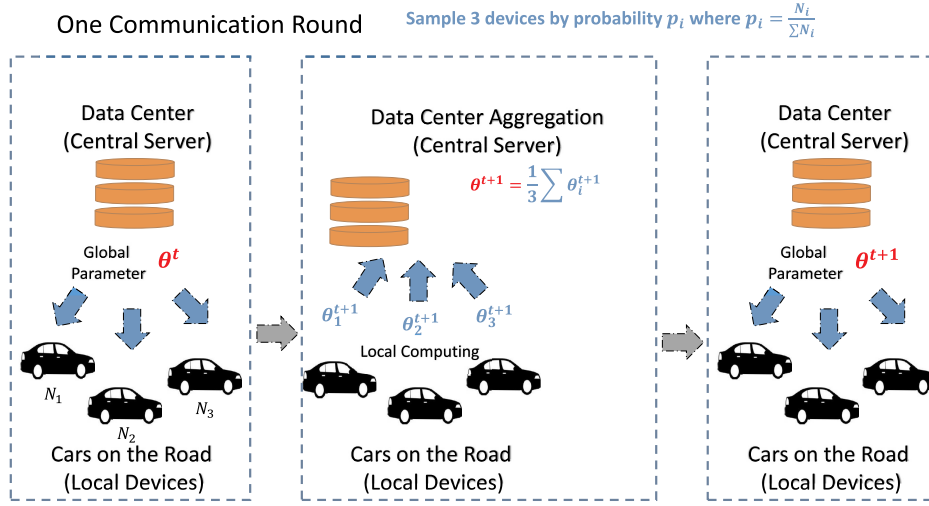 One Communication Round
Sample 3 devices by probability p_i where p_i = N_i / ∑N_i
Data Center
(Central Server)
Global
Parameter
θ^t
N_1
N_2
N_3
Cars on the Road
(Local Devices)
Data Center Aggregation
(Central Server)
θ^{t+1} = 1/3 ∑ θ_i^{t+1}
θ_1^{t+1}
θ_2^{t+1}
θ_3^{t+1}
Local Computing
Cars on the Road
(Local Devices)
Data Center
(Central Server)
Global
Parameter
θ^{t+1}
Cars on the Road
(Local Devices)